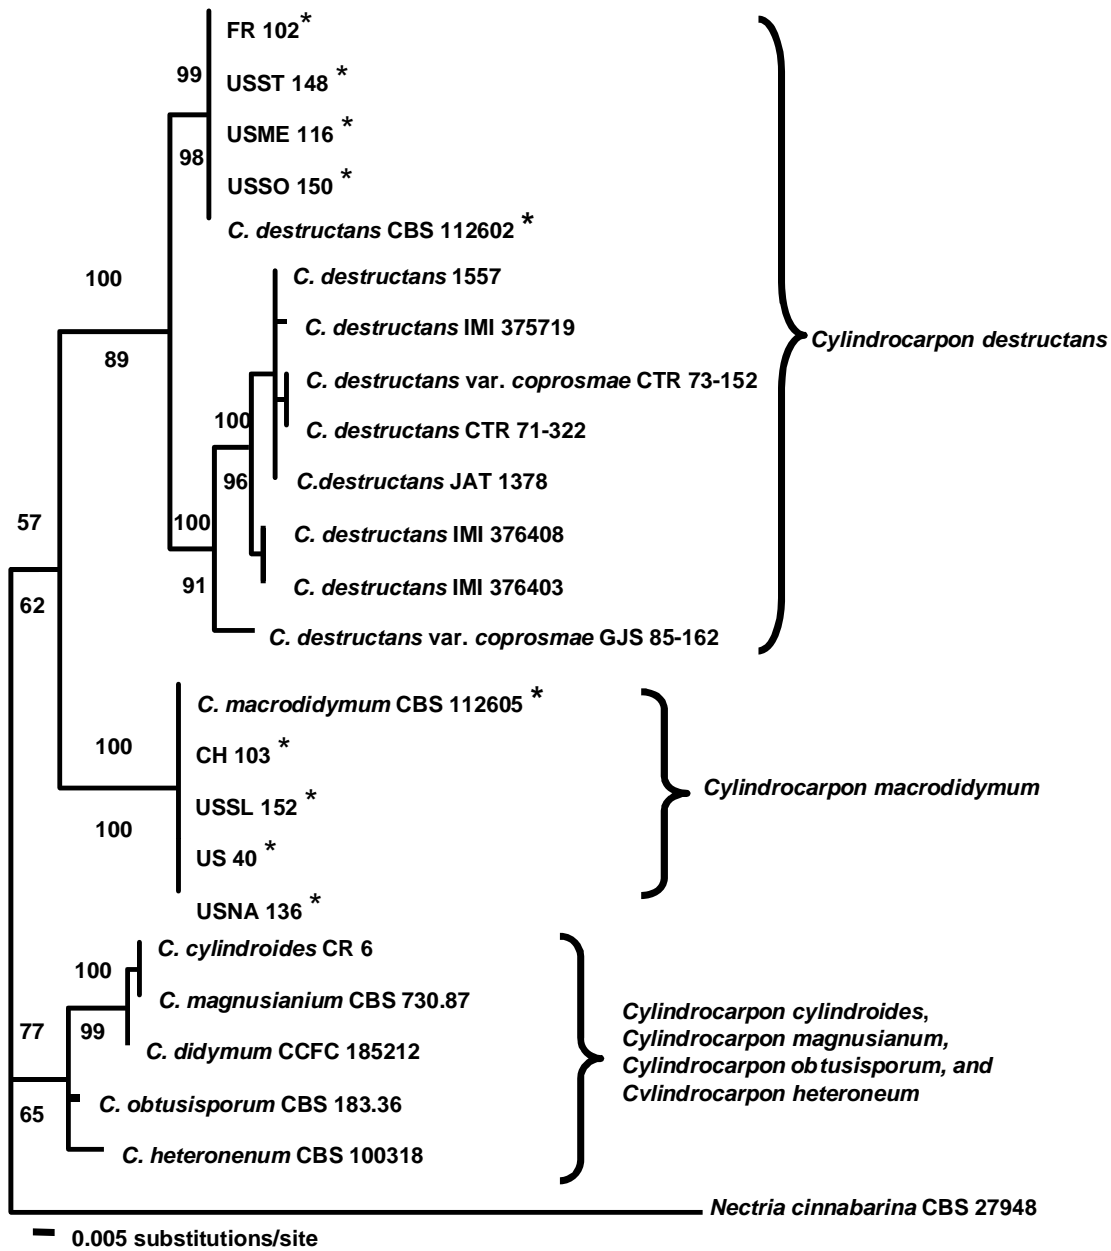 FR 102*
99
USST 148 *
USME 116 *
98
USSO 150 *
C. destructans CBS 112602 *
100
C. destructans 1557
C. destructans IMI 375719
Cylindrocarpon destructans
89
C. destructans var. coprosmae CTR 73-152
100
C. destructans CTR 71-322
96
C.destructans JAT 1378
57
100
C. destructans IMI 376408
91
C. destructans IMI 376403
62
C. destructans var. coprosmae GJS 85-162
C. macrodidymum CBS 112605 *
100
CH 103 *
Cylindrocarpon macrodidymum
USSL 152 *
100
US 40 *
USNA 136 *
C. cylindroides CR 6
100
C. magnusianium CBS 730.87
77
99
C. didymum CCFC 185212
Cylindrocarpon cylindroides,
Cylindrocarpon magnusianum,
Cylindrocarpon obtusisporum, and
Cvlindrocarpon heteroneum
65
C. obtusisporum CBS 183.36
C. heteronenum CBS 100318
Nectria cinnabarina CBS 27948
0.005 substitutions/site